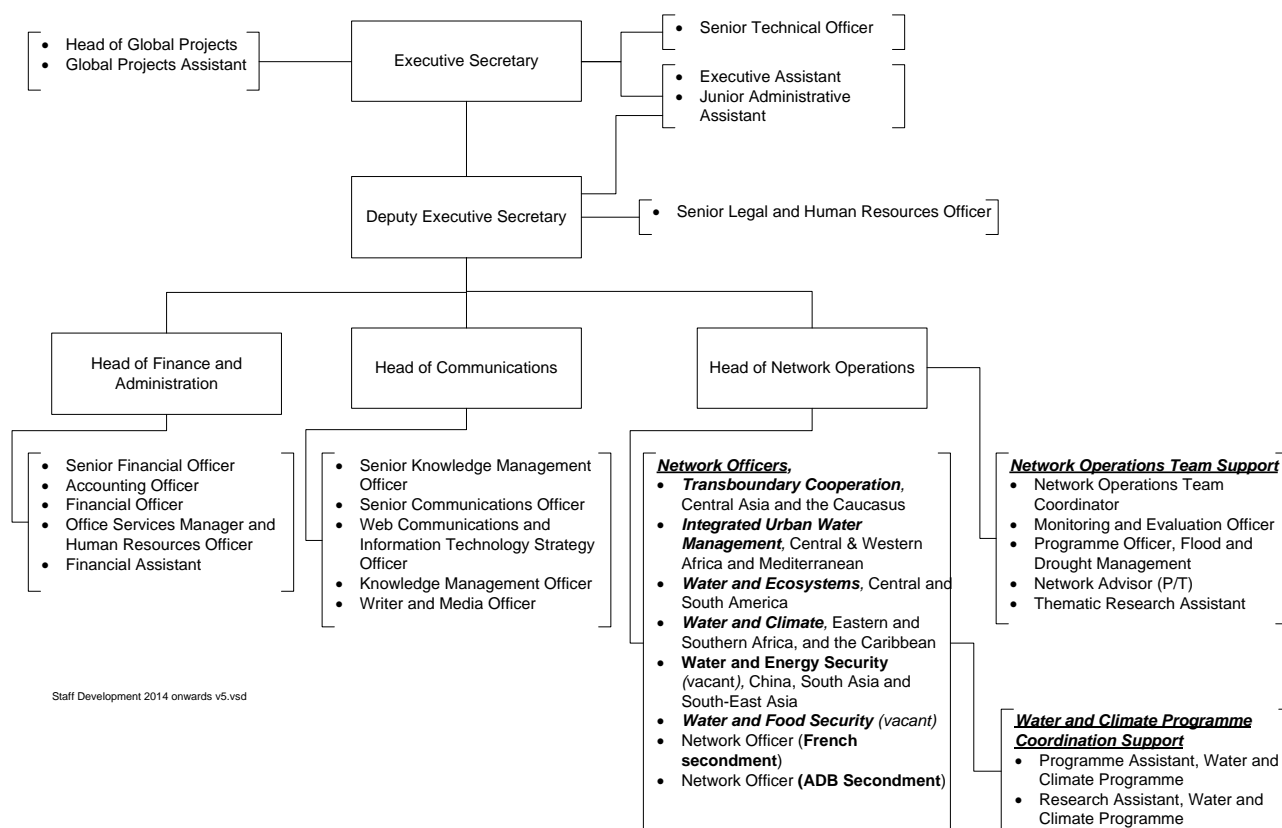 Head of Global Projects
Global Projects Assistant
Executive Secretary
Senior Technical Officer
Executive Assistant
Junior Administrative
Assistant
Deputy Executive Secretary
Senior Legal and Human Resources Officer
Head of Finance and
Administration
Head of Communications
Head of Network Operations
• Senior Financial Officer
• Accounting Officer
• Financial Officer
• Office Services Manager and
Human Resources Officer
• Financial Assistant
• Senior Knowledge Management
Officer
• Senior Communications Officer
• Web Communications and
Information Technology Strategy
Officer
• Knowledge Management Officer
• Writer and Media Officer
Network Officers,
• Transboundary Cooperation,
Central Asia and the Caucasus
• Integrated Urban Water
Management, Central & Western
Africa and Mediterranean
• Water and Ecosystems, Central and
South America
• Water and Climate, Eastern and
Southern Africa, and the Caribbean
• Water and Energy Security
(vacant), China, South Asia and
South-East Asia
• Water and Food Security (vacant)
• Network Officer (French
secondment)
• Network Officer (ADB Secondment)
Network Operations Team Support
• Network Operations Team
Coordinator
• Monitoring and Evaluation Officer
• Programme Officer, Flood and
Drought Management
• Network Advisor (P/T)
• Thematic Research Assistant
Water and Climate Programme
Coordination Support
• Programme Assistant, Water and
Climate Programme
• Research Assistant, Water and
Climate Programme
Staff Development 2014 onwards v5.vsd